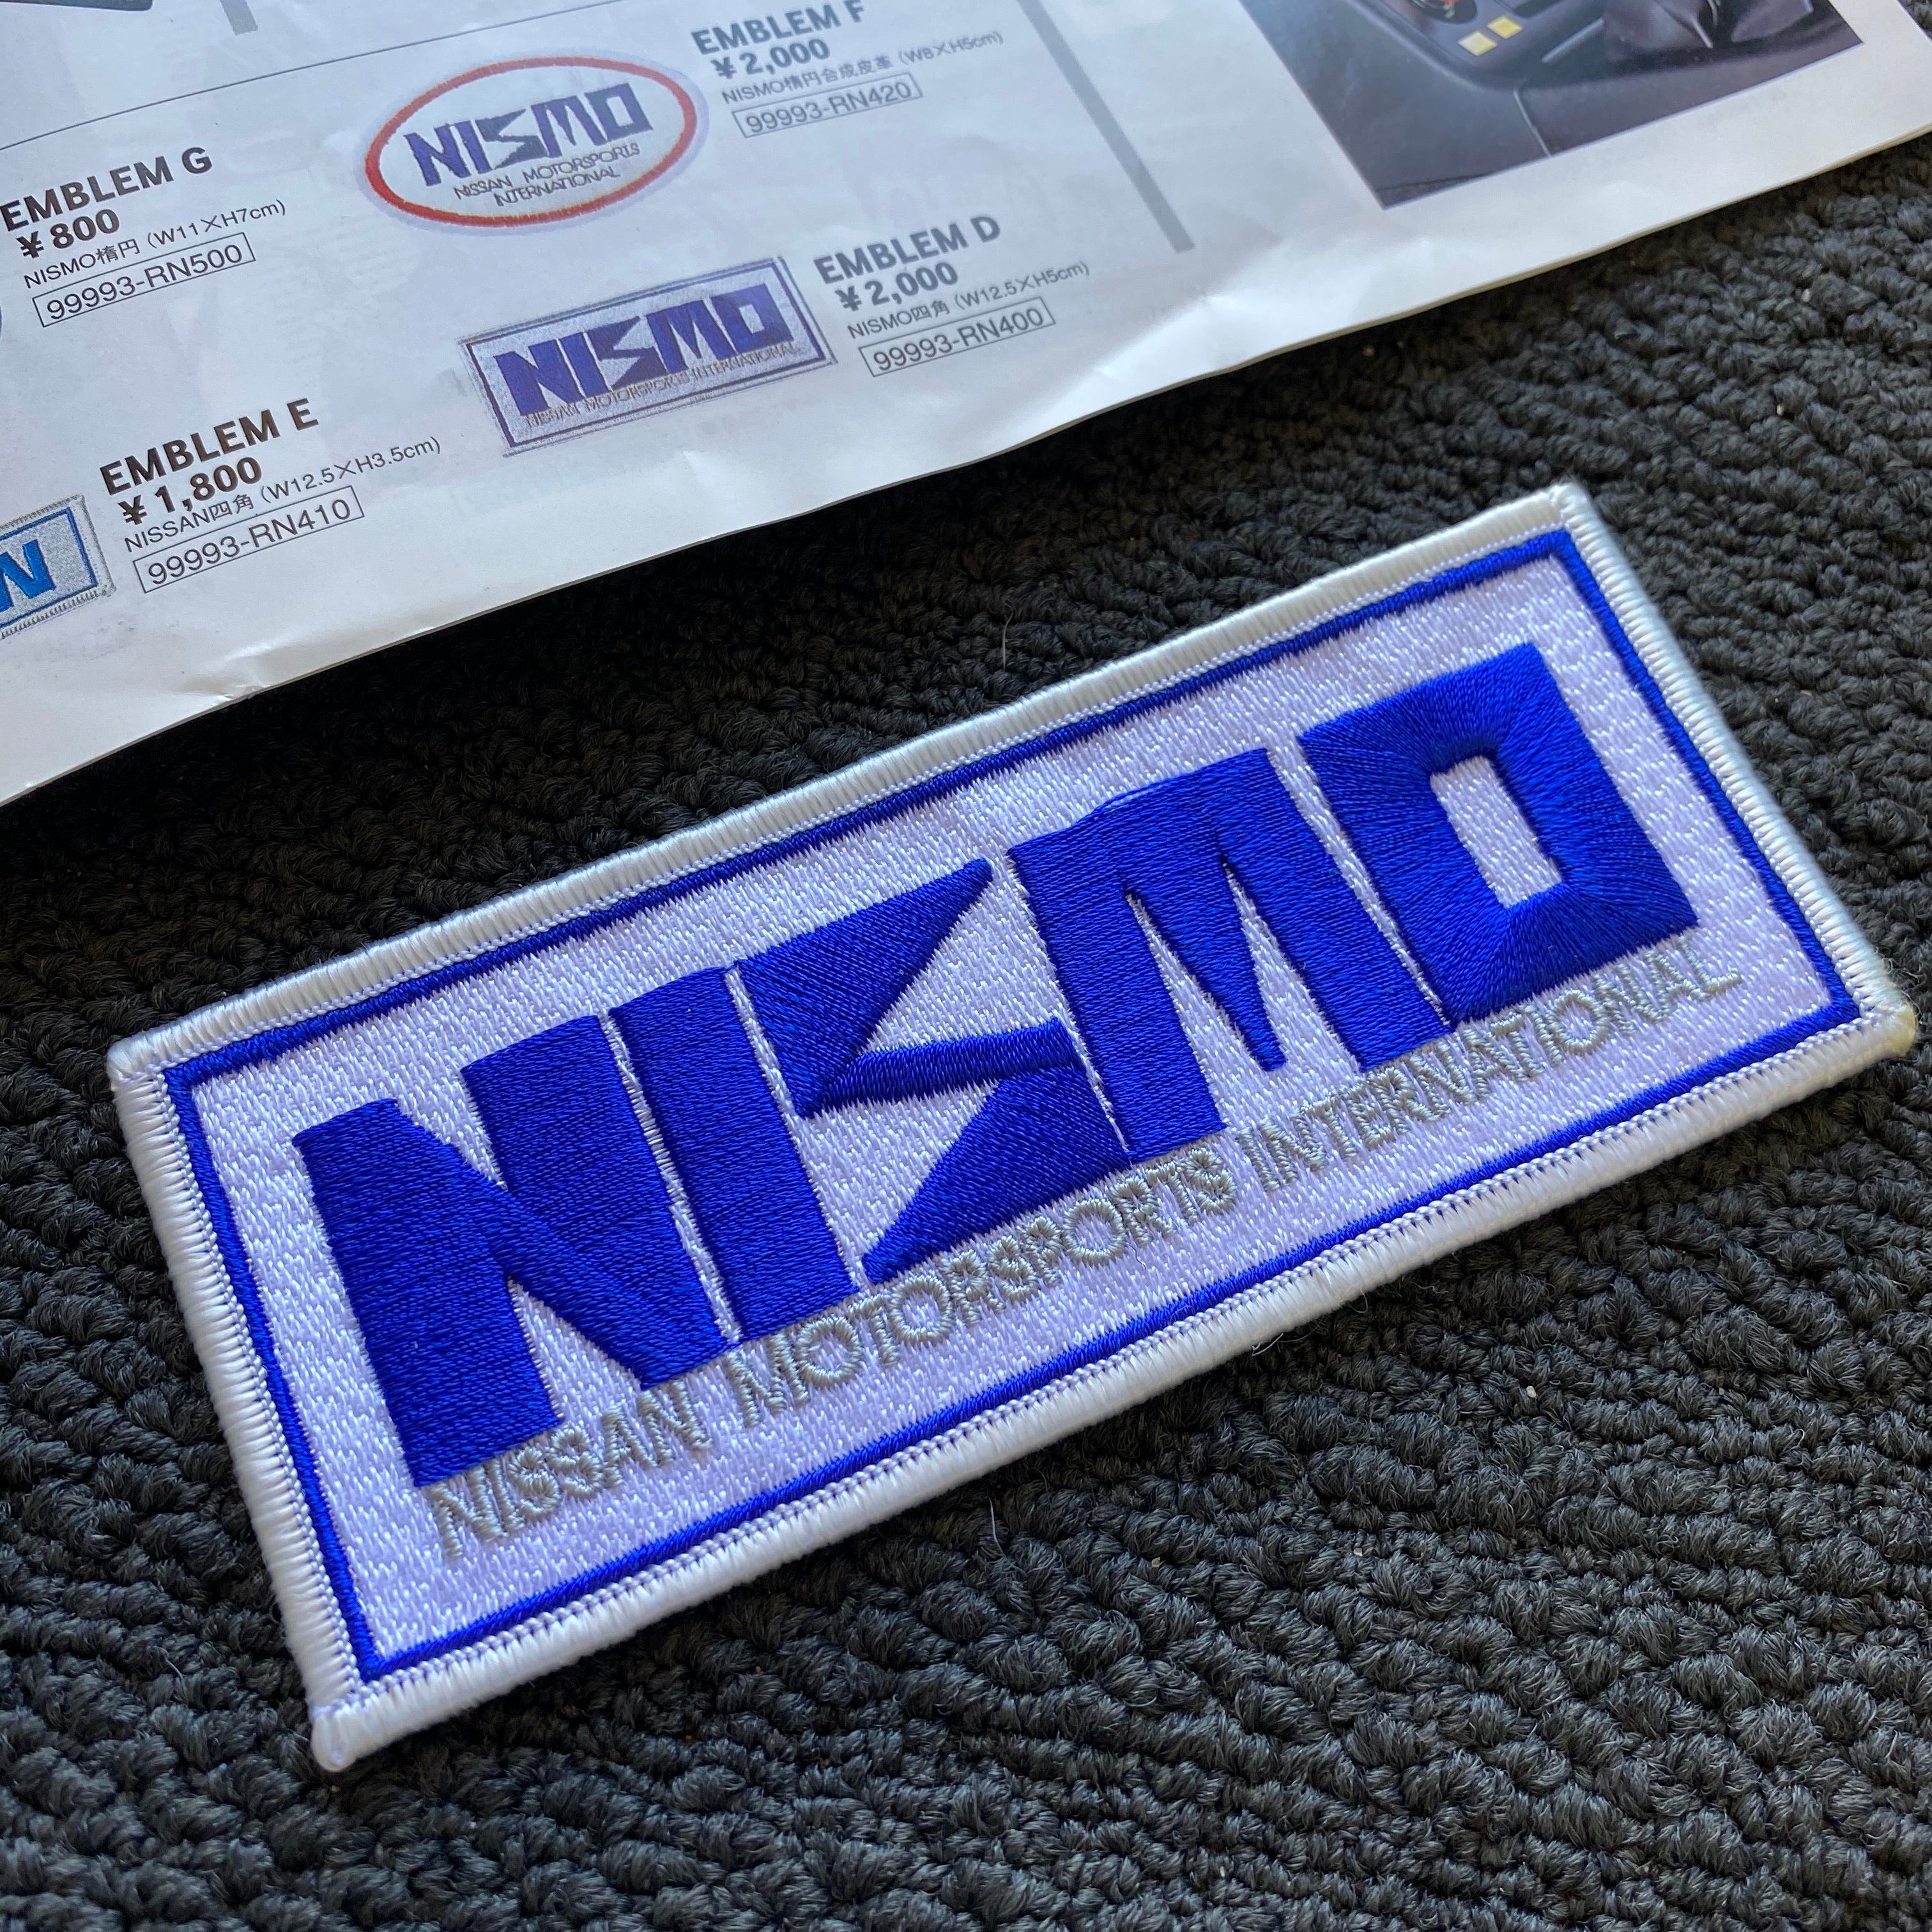 EMBLEM F
¥2,000
NISMO楕円合成皮革（W8×H5cm）
99993-RN420
NISMO
NISSAN MOTORSPORTS
INTERNATIONAL
EMBLEM G
¥800
NISMO楕円（W11×H7cm）
99993-RN500
EMBLEM D
¥2,000
NISMO四角（W12.5×H5cm）
99993-RN400
NISMO
NISSAN MOTORSPORTS INTERNATIONAL
EMBLEM E
¥1,800
NISSAN四角（W12.5×H3.5cm）
99993-RN410
N
NISMO
NISSAN MOTORSPORTS INTERNATIONAL